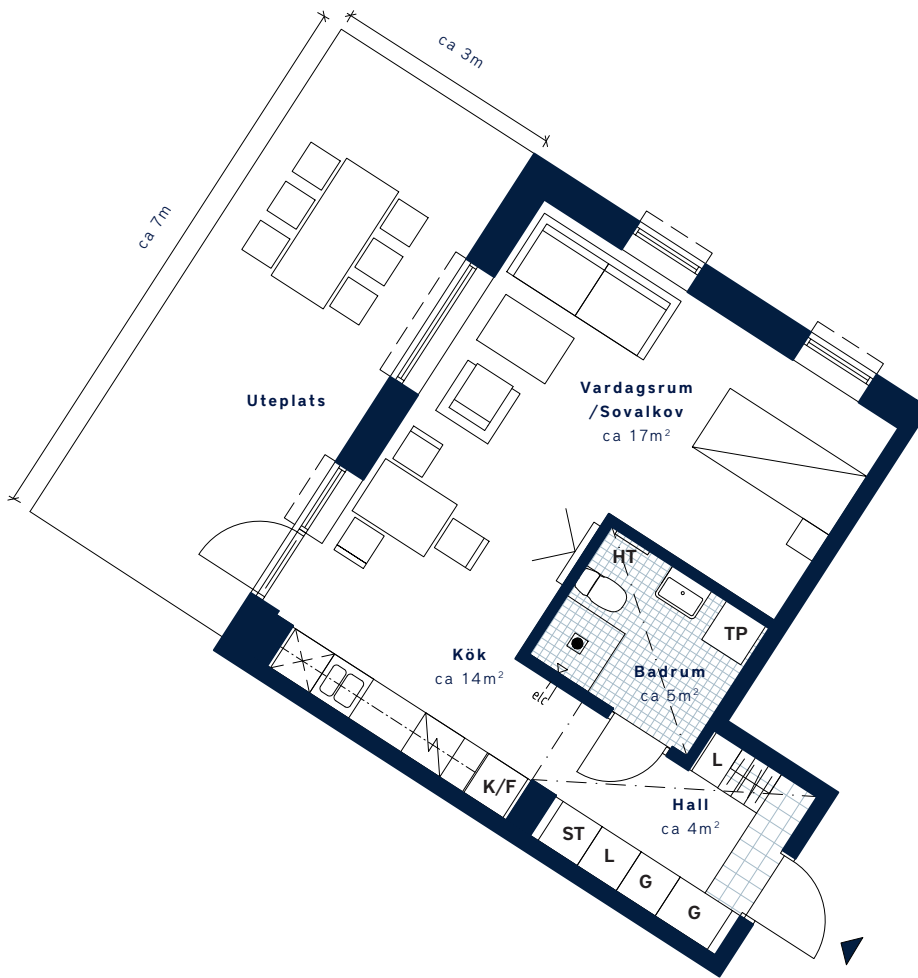 ca 3m
ca 7m
Uteplats
Vardagsrum
/Sovalkov
ca 17m²
HT
TP
Kök
ca 14m²
Badrum
ca 5m²
elc
L
K/F
Hall
ca 4m²
ST
L
G
G